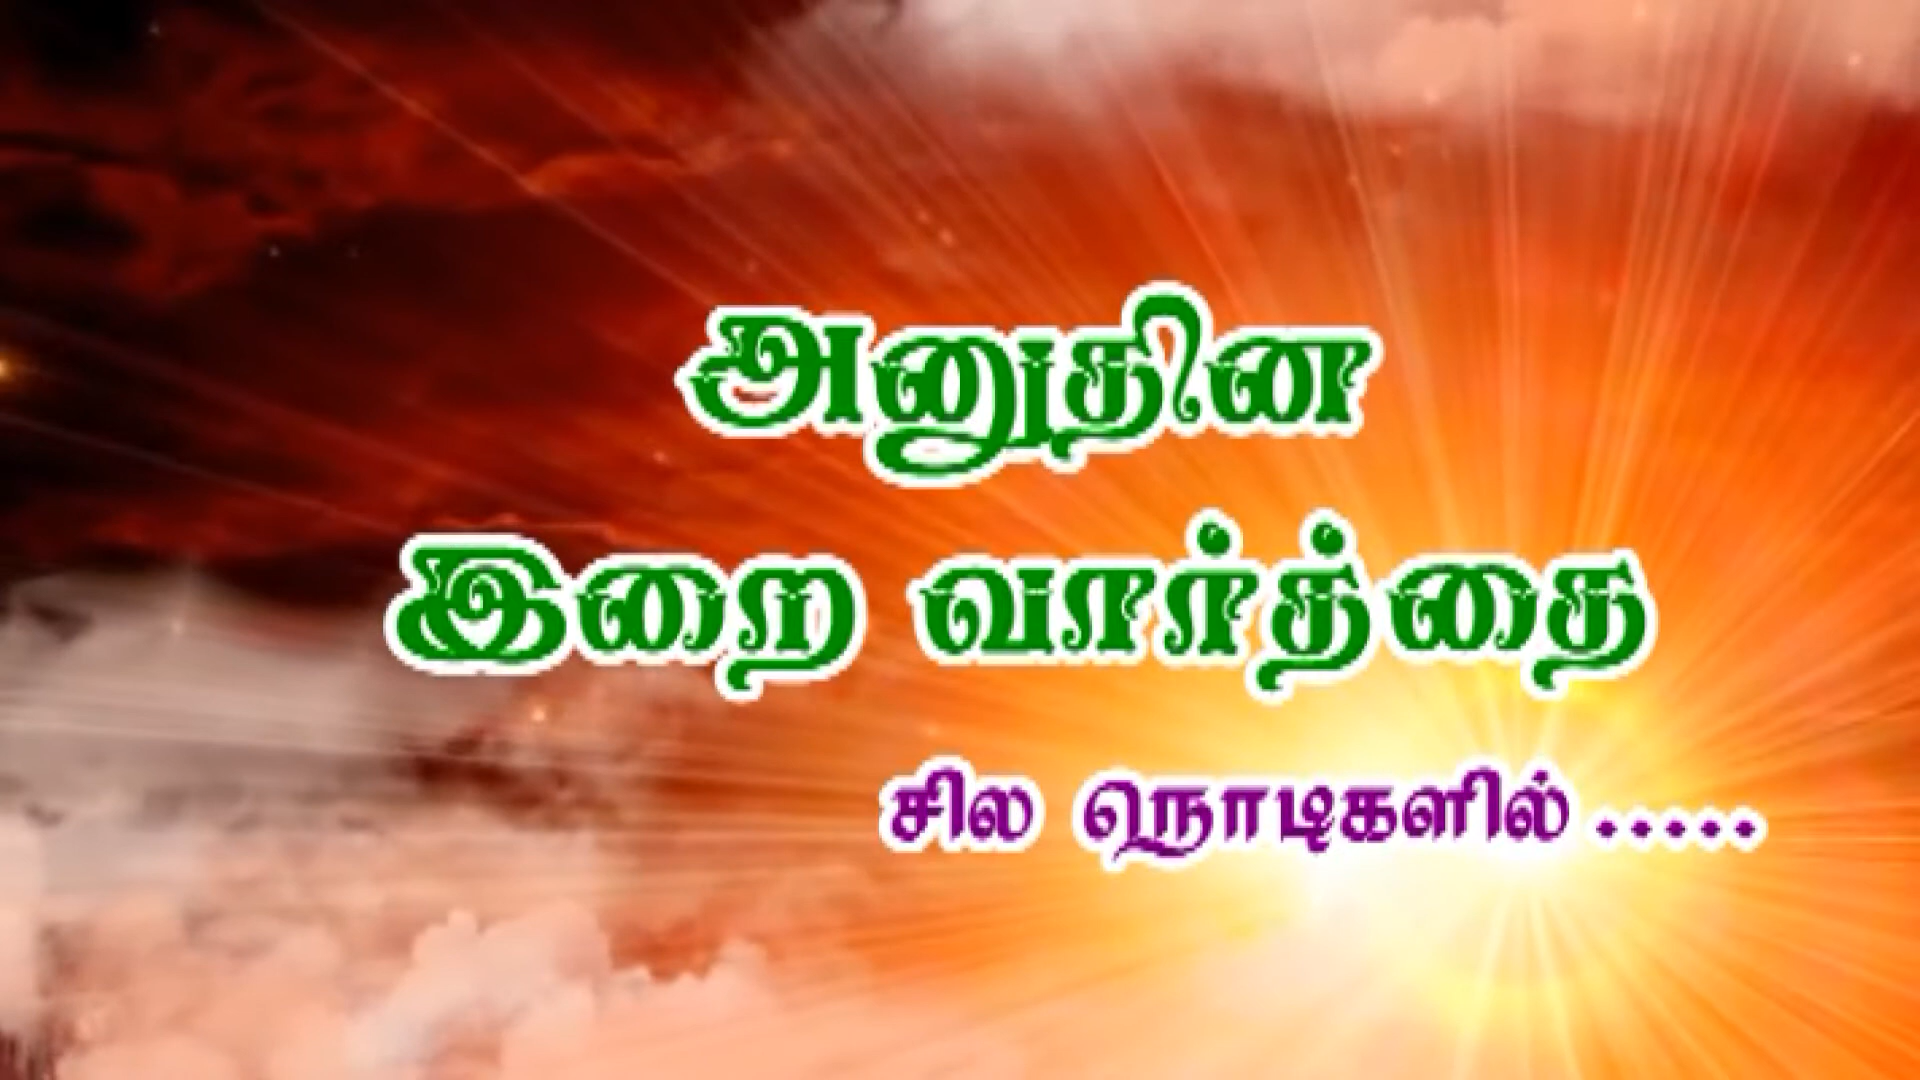 அனுதின
இறை வார்த்தை
சில நொடிகளில் .....